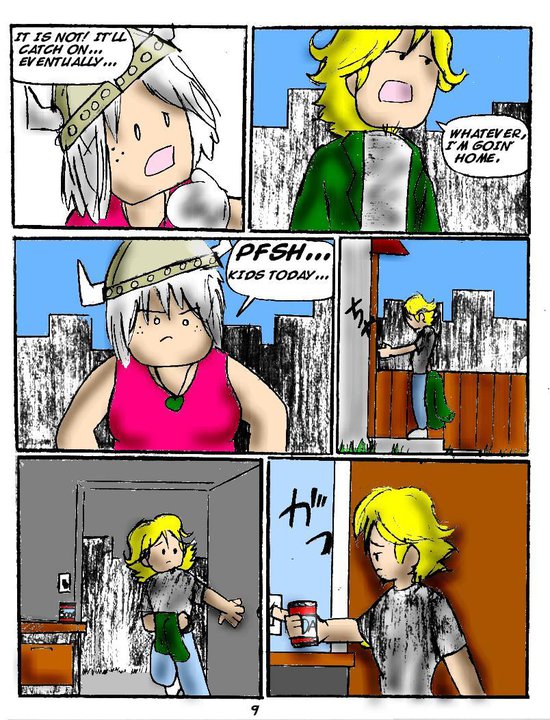 IT IS NOT! IT'LL
CATCH ON...
EVENTUALLY...
WHATEVER,
I'M GOIN'
HOME.
PFSH...
KIDS TODAY...
ガッ
9